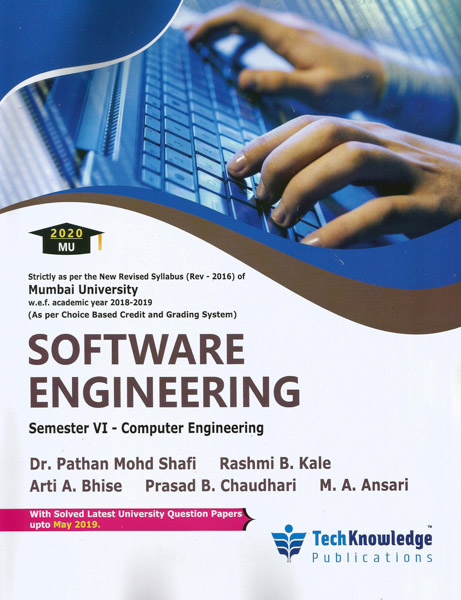 2020
MU
Strictly as per the New Revised Syllabus (Rev - 2016) of
Mumbai University
w.e.f. academic year 2018-2019
(As per Choice Based Credit and Grading System)
SOFTWARE
ENGINEERING
Semester VI - Computer Engineering
Dr. Pathan Mohd Shafi Rashmi B. Kale
Arti A. Bhise Prasad B. Chaudhari M. A. Ansari
With Solved Latest University Question Papers
upto May 2019.
TechKnowledge™
Publications